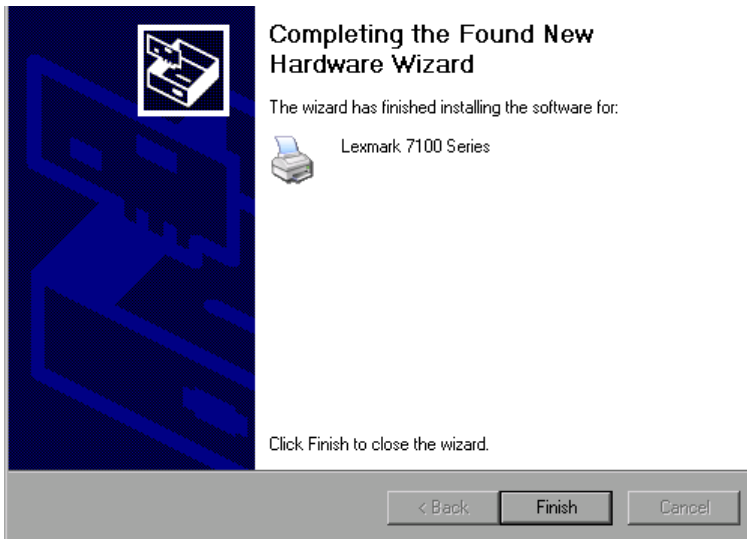 Completing the Found New
Hardware Wizard
The wizard has finished installing the software for:
Lexmark 7100 Series
Click Finish to close the wizard.
< Back
Finish
Cancel